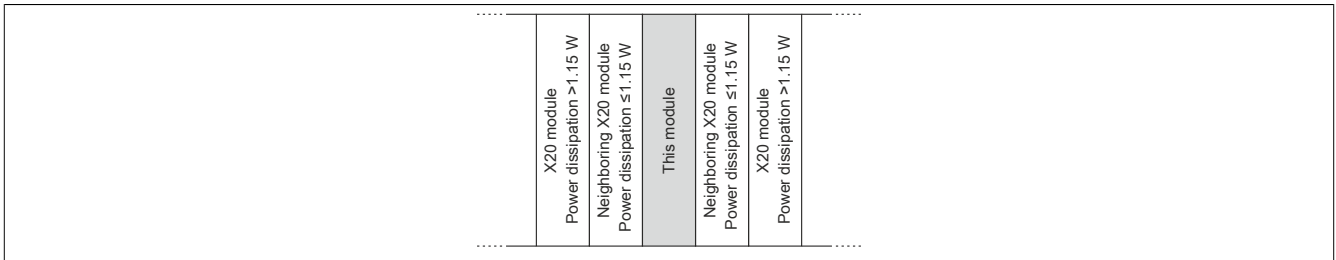 X20 module
Power dissipation >1.15 W
Neighboring X20 module
Power dissipation ≤1.15 W
This module
Neighboring X20 module
Power dissipation ≤1.15 W
X20 module
Power dissipation >1.15 W